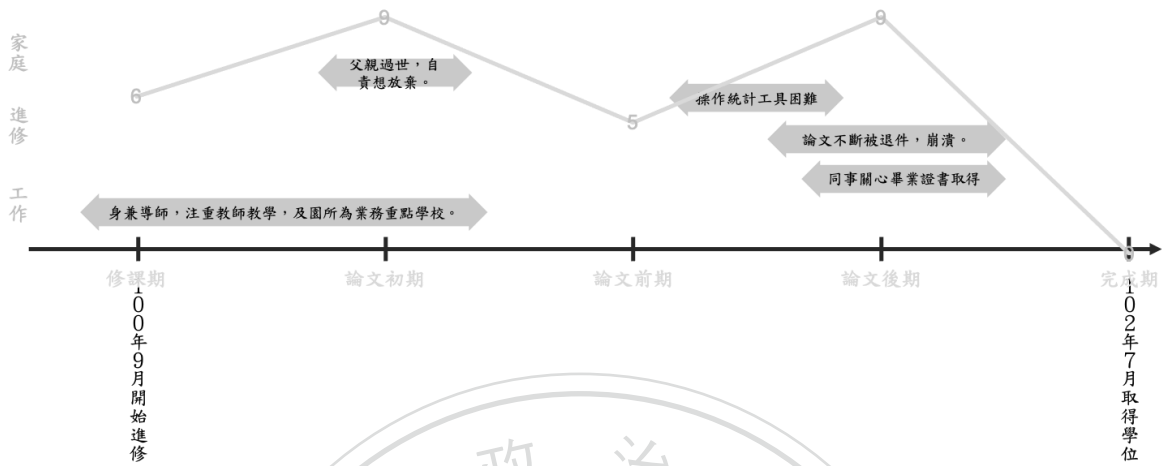 9
9
家庭
父親過世，自
責想放棄。
6
操作統計工具困難
進修
5
論文不斷被退件，崩潰。
同事關心畢業證書取得
工作
身兼導師，注重教師教學，及園所為業務重點學校。
0
修課期
論文初期
論文前期
論文後期
完成期
100年9月開始進修
102年7月取得學位
政治